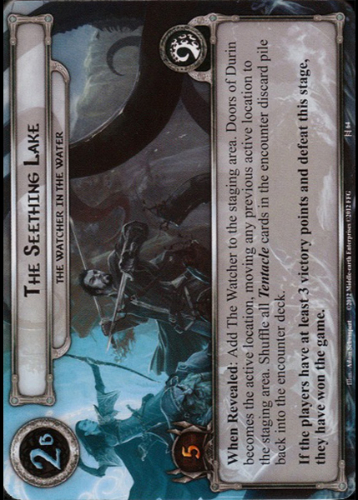 2B
THE SEETHING LAKE
THE WATCHER IN THE WATER
5
When Revealed: Add The Watcher to the staging area. Doors of Durin
becomes the active location, moving any previous active location to
the staging area. Shuffle all Tentacle cards in the encounter discard pile
back into the encounter deck.
If the players have at least 3 victory points and defeat this stage,
they have won the game.
Illus. Adam Schumpert
©2012 Middle-earth Enterprises ©2012 FFG
64